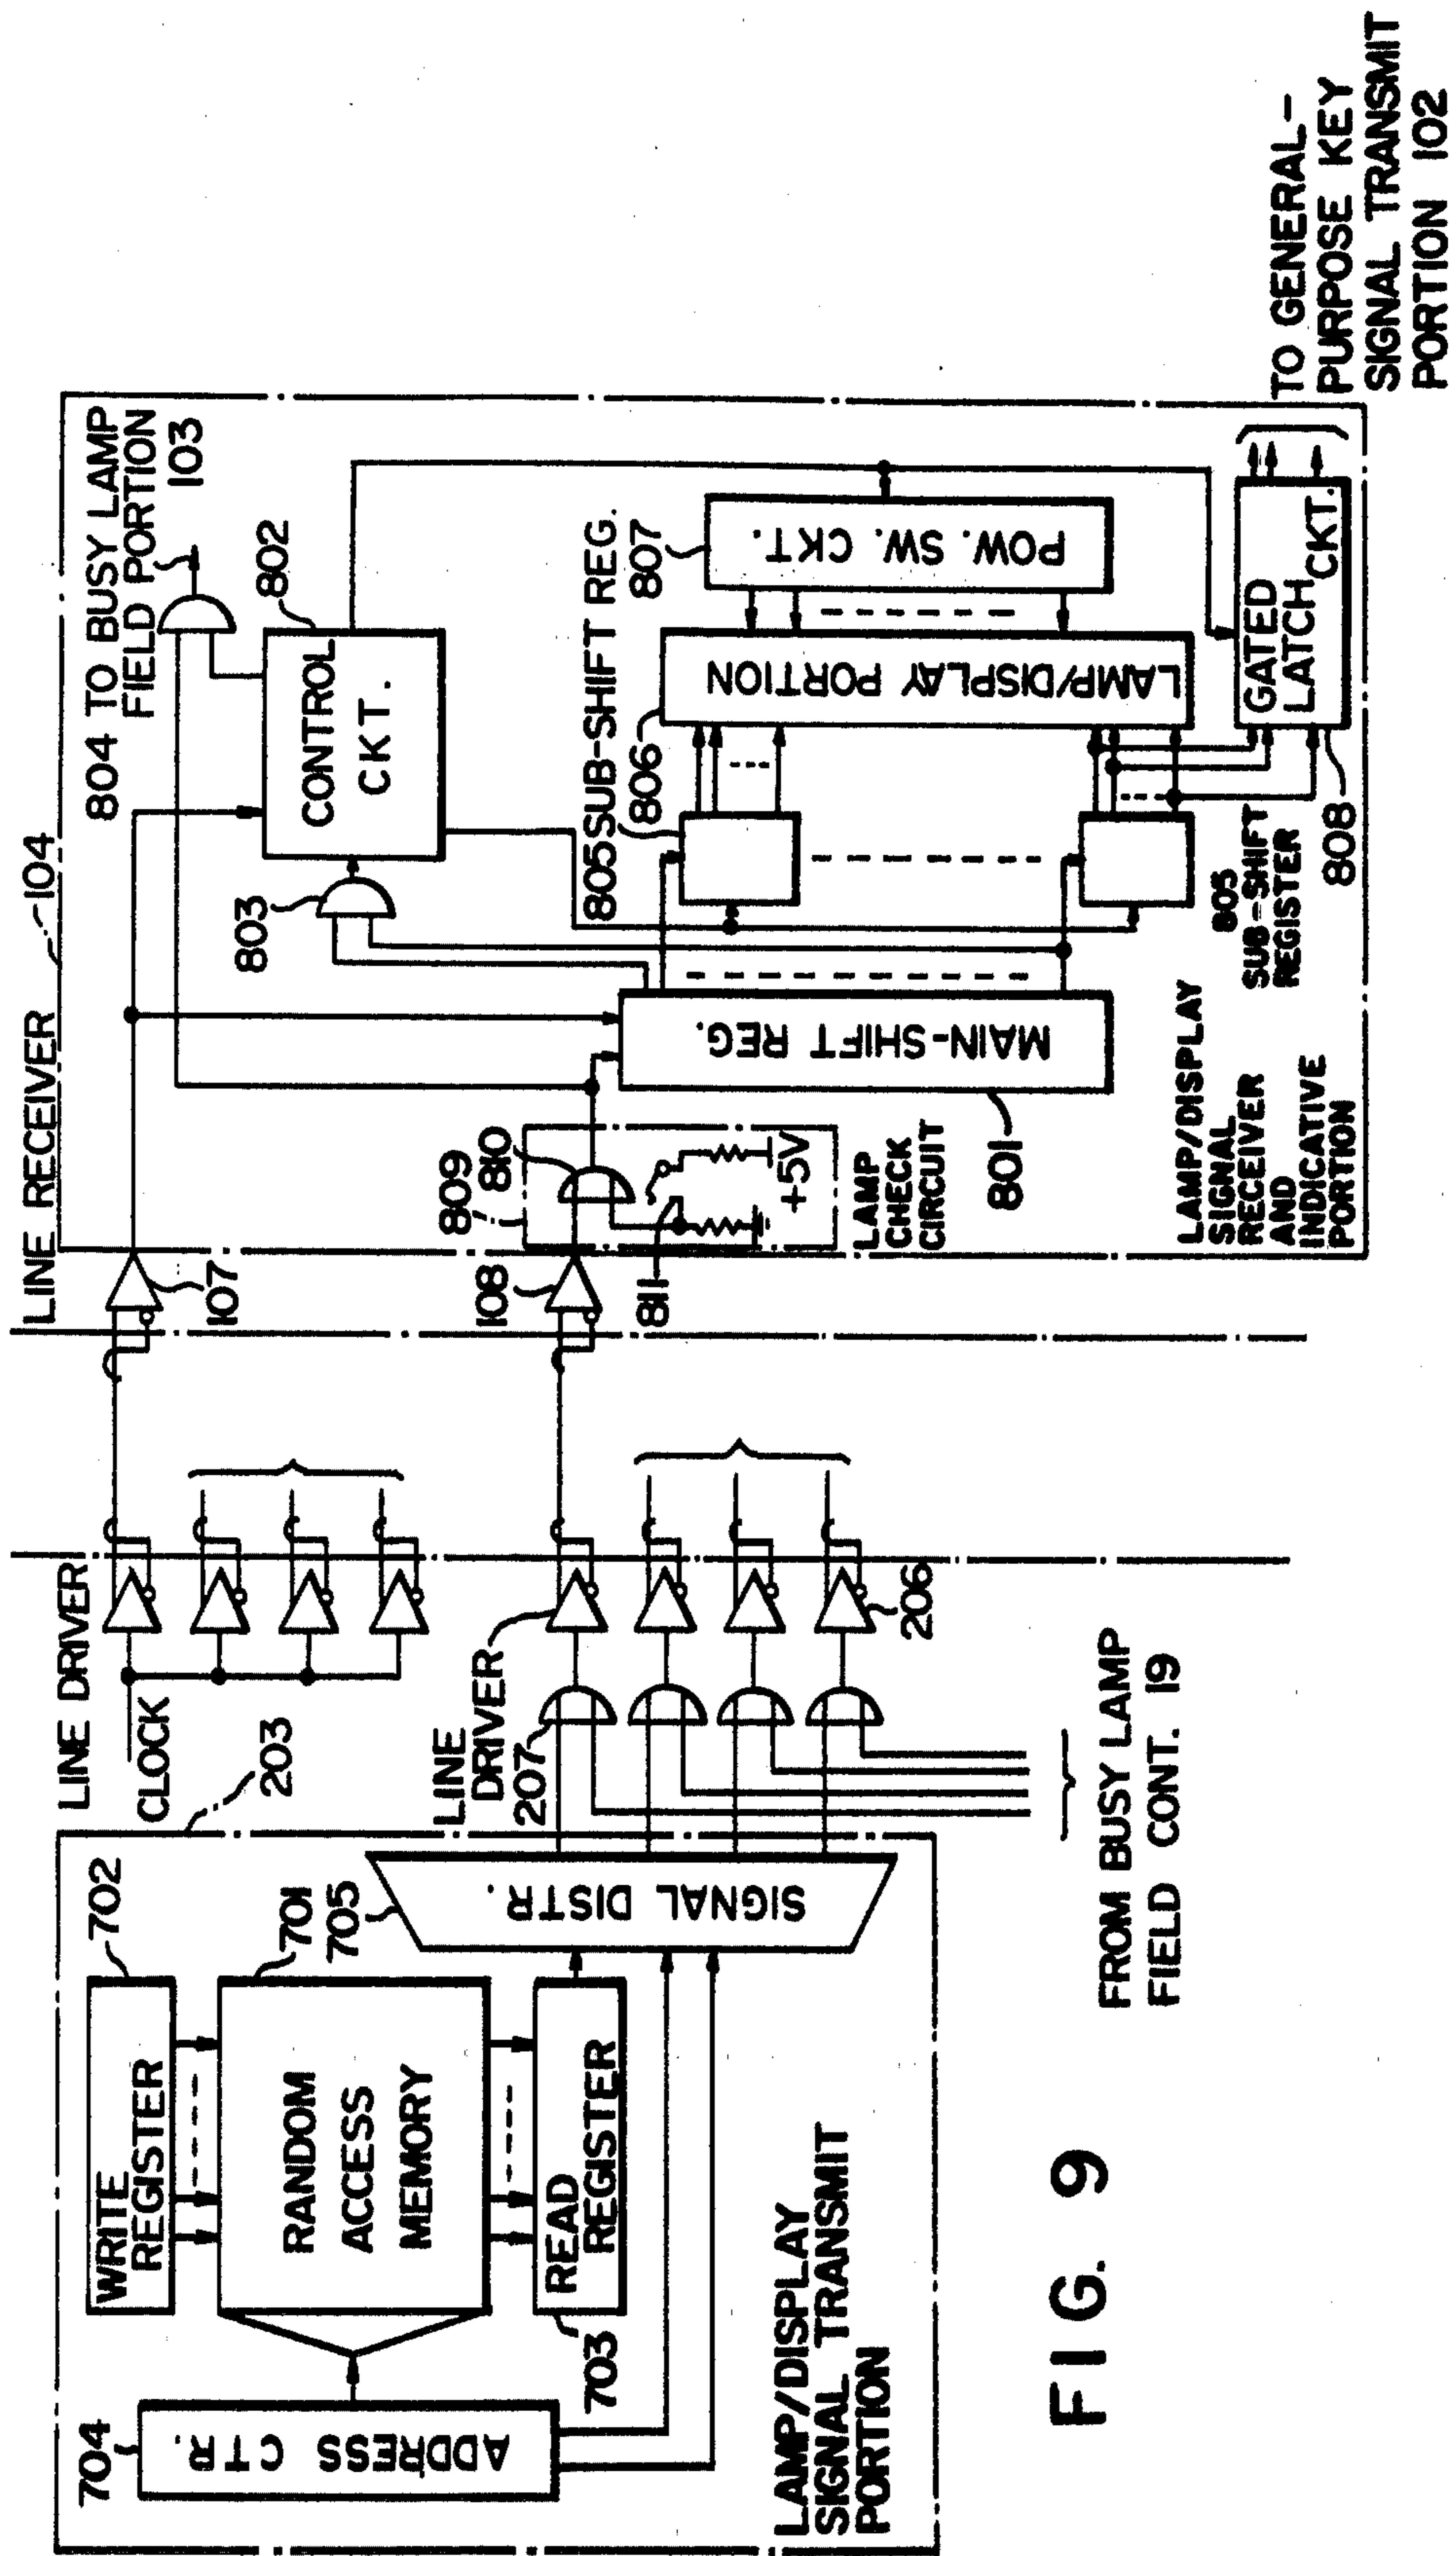 704
ADDRESS CTR.
WRITE
REGISTER
702
RANDOM
ACCESS
MEMORY
701
READ
REGISTER
703
705
SIGNAL DISTR.
LAMP/DISPLAY
SIGNAL TRANSMIT
PORTION
203
CLOCK
LINE DRIVER
LINE
DRIVER
207
206
FROM BUSY LAMP
FIELD CONT. 19
LINE RECEIVER
104
107
108
809
810
811
+5V
LAMP
CHECK
CIRCUIT
801
MAIN-SHIFT REG.
803
804 TO BUSY LAMP
FIELD PORTION
103
802
CONTROL
CKT.
805 SUB-SHIFT REG.
806
LAMP/DISPLAY PORTION
807
POW. SW. CKT.
805
SUB-SHIFT
REGISTER
808
GATED
LATCH
CKT.
LAMP/DISPLAY
SIGNAL
RECEIVER
AND
INDICATIVE
PORTION
TO GENERAL-
PURPOSE KEY
SIGNAL TRANSMIT
PORTION 102
FIG. 9